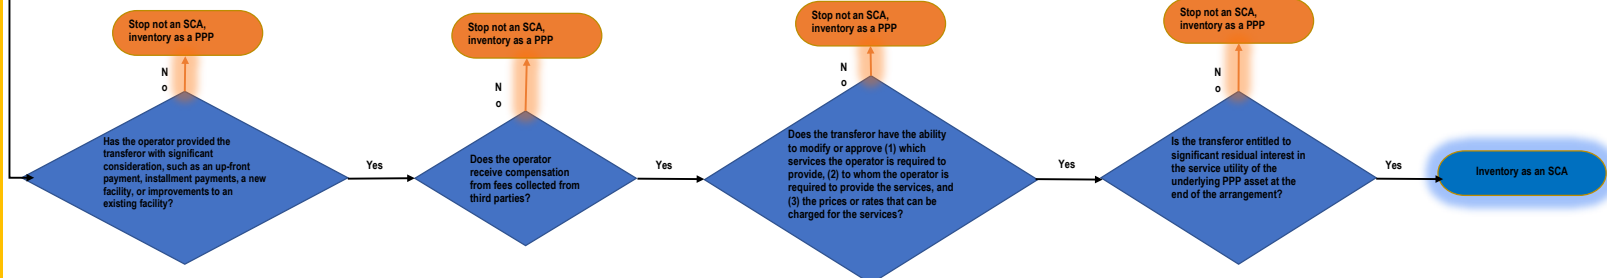 Stop not an SCA,
inventory as a PPP
Stop not an SCA,
inventory as a PPP
Stop not an SCA,
inventory as a PPP
Stop not an SCA,
inventory as a PPP
N
o
N
o
N
o
N
o
Has the operator provided the
transferor with significant
consideration, such as an up-front
payment, installment payments, a new
facility, or improvements to an
existing facility?
Yes
Does the operator
receive compensation
from fees collected from
third parties?
Yes
Does the transferor have the ability
to modify or approve (1) which
services the operator is required to
provide, (2) to whom the operator is
required to provide the services, and
(3) the prices or rates that can be
charged for the services?
Yes
Is the transferor entitled to
significant residual interest in
the service utility of the
underlying PPP asset at the
end of the arrangement?
Yes
Inventory as an SCA